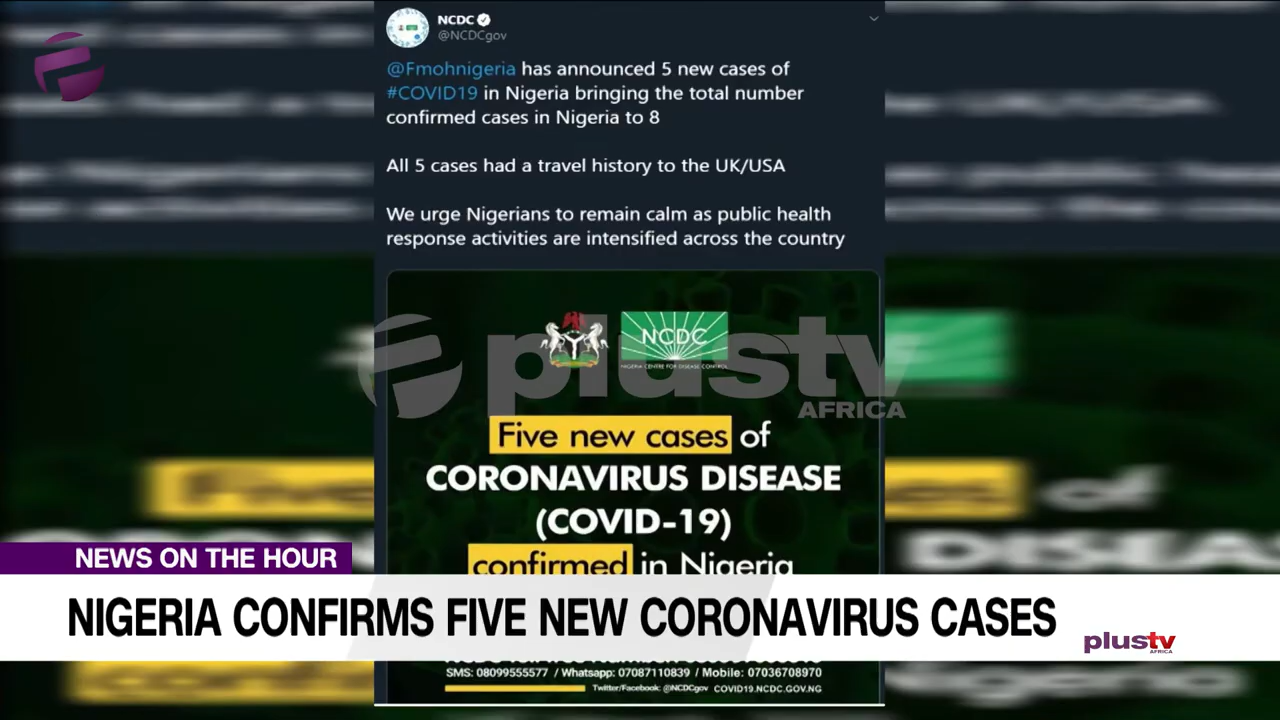 NCDC
@NCDCgov
@Fmohnigeria has announced 5 new cases of
#COVID19 in Nigeria bringing the total number
confirmed cases in Nigeria to 8
All 5 cases had a travel history to the UK/USA
We urge Nigerians to remain calm as public health
response activities are intensified across the country
NCDC
NIGERIA CENTRE FOR DISEASE CONTROL
plustv
AFRICA
Five new cases of
CORONAVIRUS DISEASE
(COVID-19)
confirmed in Nigeria
NEWS ON THE HOUR
NIGERIA CONFIRMS FIVE NEW CORONAVIRUS CASES
plustv
AFRICA
SMS: 08099555577 / Whatsapp: 07087110839 / Mobile: 07036708970
Twitter/Facebook: @NCDCgov COVID19.NCDC.GOV.NG